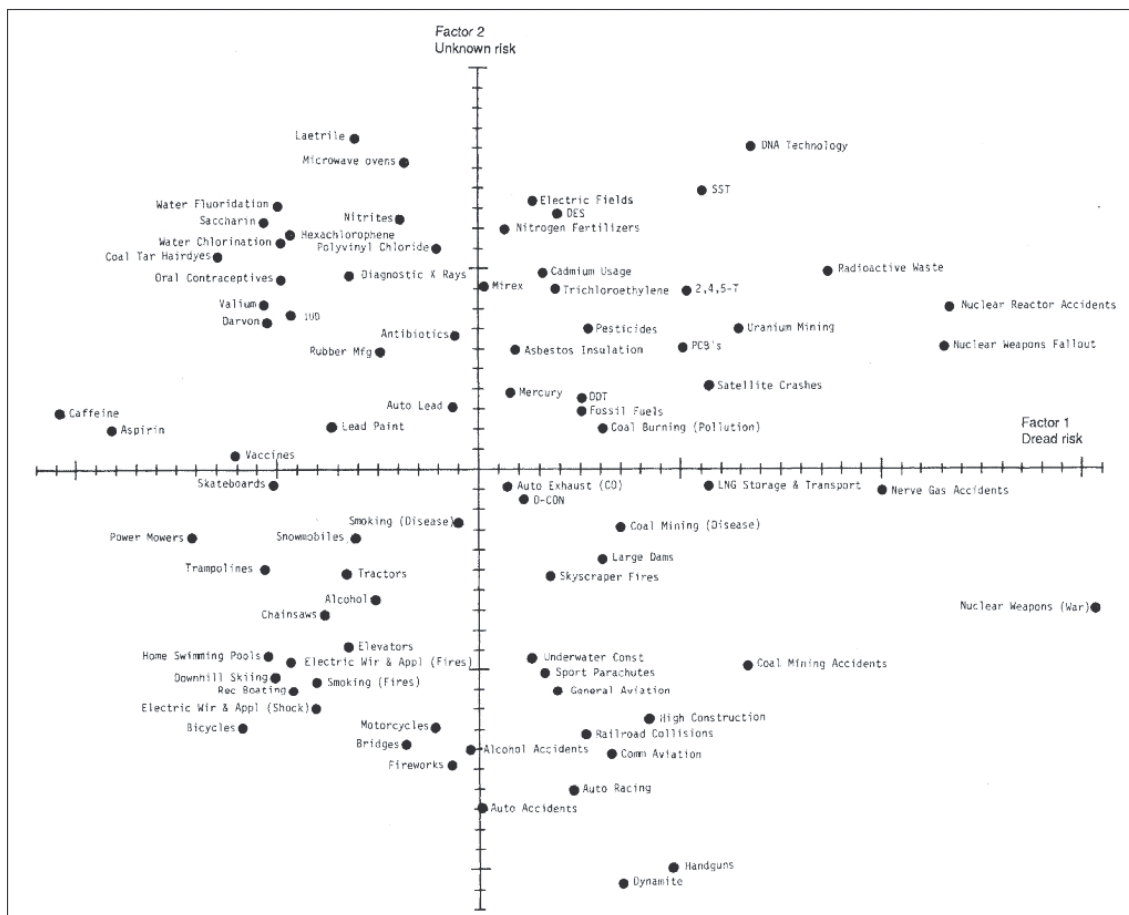 Factor 2
Unknown risk
Laetrile
DNA Technology
Microwave ovens
SST
Electric Fields
Water Fluoridation
DES
Saccharin
Nitrites
Nitrogen Fertilizers
Hexachlorophene
Water Chlorination
Polyvinyl Chloride
Coal Tar Hairdyes
Radioactive Waste
Cadmium Usage
Diagnostic X Rays
Oral Contraceptives
Mirex
Trichloroethylene
2,4,5-T
Valium
Nuclear Reactor Accidents
IUD
Darvon
Pesticides
Uranium Mining
Antibiotics
Rubber Mfg
Asbestos Insulation
PCB's
Nuclear Weapons Fallout
Satellite Crashes
Mercury
DDT
Auto Lead
Fossil Fuels
Caffeine
Aspirin
Lead Paint
Coal Burning (Pollution)
Factor 1
Dread risk
Vaccines
Skateboards
Auto Exhaust (CO)
LNG Storage & Transport
Nerve Gas Accidents
D-CON
Smoking (Disease)
Coal Mining (Disease)
Power Mowers
Snowmobiles
Large Dams
Trampolines
Tractors
Skyscraper Fires
Alcohol
Chainsaws
Nuclear Weapons (War)
Elevators
Home Swimming Pools
Electric Wir & Appl (Fires)
Underwater Const
Coal Mining Accidents
Sport Parachutes
Downhill Skiing
Smoking (Fires)
Rec Boating
General Aviation
Electric Wir & Appl (Shock)
High Construction
Bicycles
Motorcycles
Railroad Collisions
Bridges
Alcohol Accidents
Comm Aviation
Fireworks
Auto Racing
Auto Accidents
Handguns
Dynamite